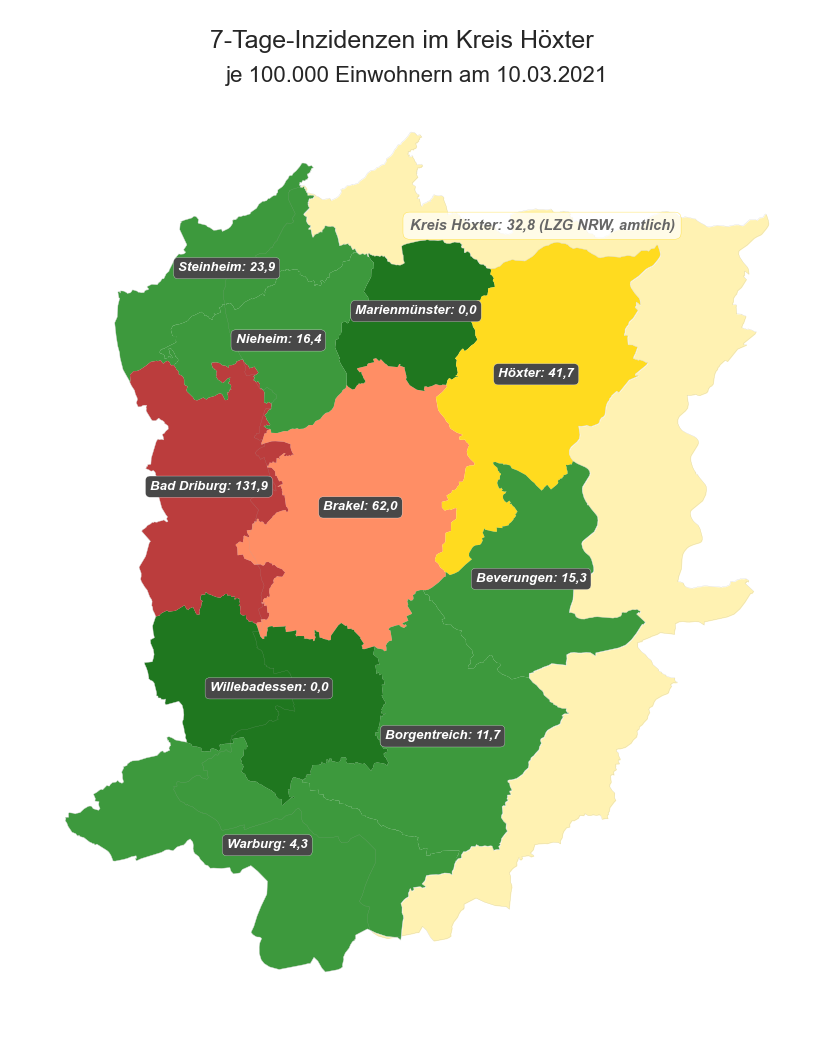 7-Tage-Inzidenzen im Kreis Höxter
je 100.000 Einwohnern am 10.03.2021
Kreis Höxter: 32,8 (LZG NRW, amtlich)
Steinheim: 23,9
Marienmünster: 0,0
Nieheim: 16,4
Höxter: 41,7
Bad Driburg: 131,9
Brakel: 62,0
Beverungen: 15,3
Willebadessen: 0,0
Borgentreich: 11,7
Warburg: 4,3